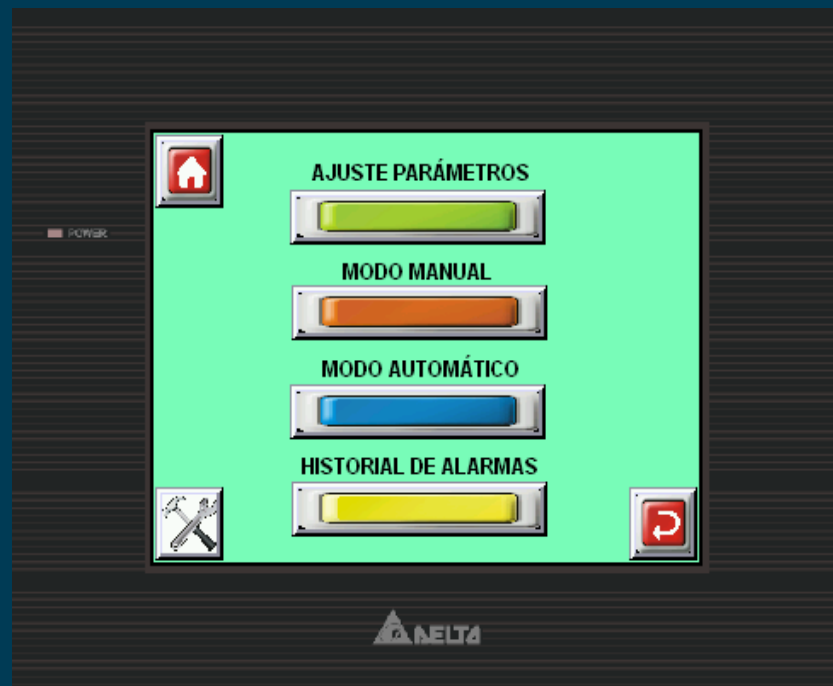 AJUSTE PARÁMETROS
POWER
MODO MANUAL
MODO AUTOMÁTICO
HISTORIAL DE ALARMAS
DELTA